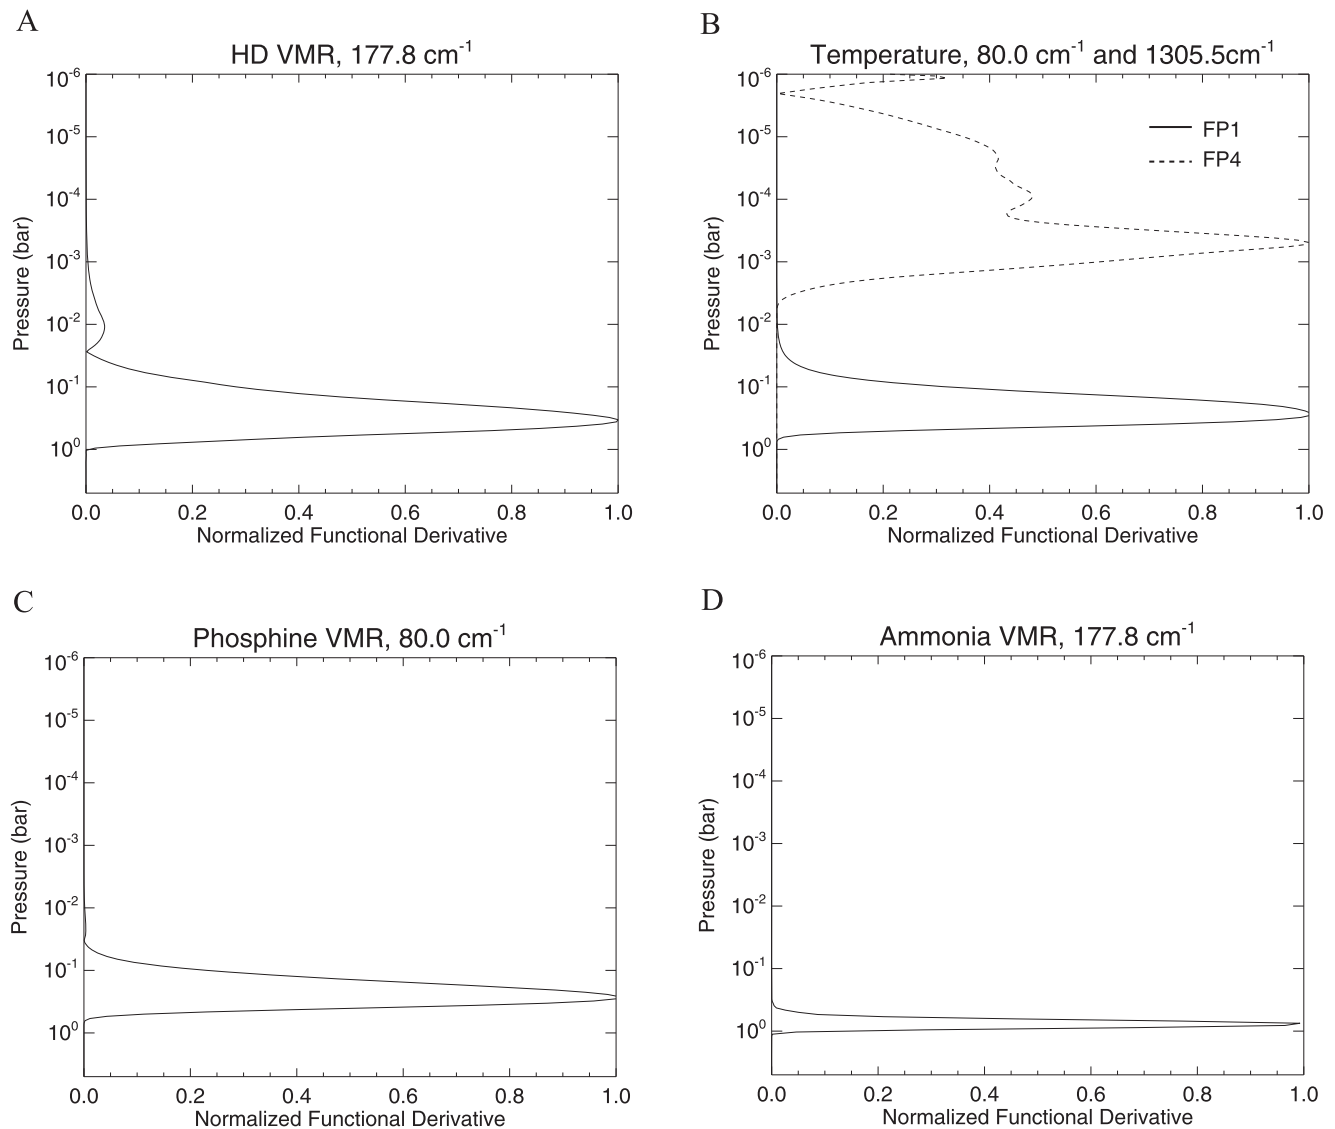 A
HD VMR, 177.8 cm⁻¹
10⁻⁶
10⁻⁵
10⁻⁴
10⁻³
10⁻²
10⁻¹
10⁰
Pressure (bar)
0.0 0.2 0.4 0.6 0.8 1.0
Normalized Functional Derivative
B
Temperature, 80.0 cm⁻¹ and 1305.5cm⁻¹
10⁻⁶
10⁻⁵
10⁻⁴
10⁻³
10⁻²
10⁻¹
10⁰
Pressure (bar)
FP1
FP4
0.0 0.2 0.4 0.6 0.8 1.0
Normalized Functional Derivative
C
Phosphine VMR, 80.0 cm⁻¹
10⁻⁶
10⁻⁵
10⁻⁴
10⁻³
10⁻²
10⁻¹
10⁰
Pressure (bar)
0.0 0.2 0.4 0.6 0.8 1.0
Normalized Functional Derivative
D
Ammonia VMR, 177.8 cm⁻¹
10⁻⁶
10⁻⁵
10⁻⁴
10⁻³
10⁻²
10⁻¹
10⁰
Pressure (bar)
0.0 0.2 0.4 0.6 0.8 1.0
Normalized Functional Derivative